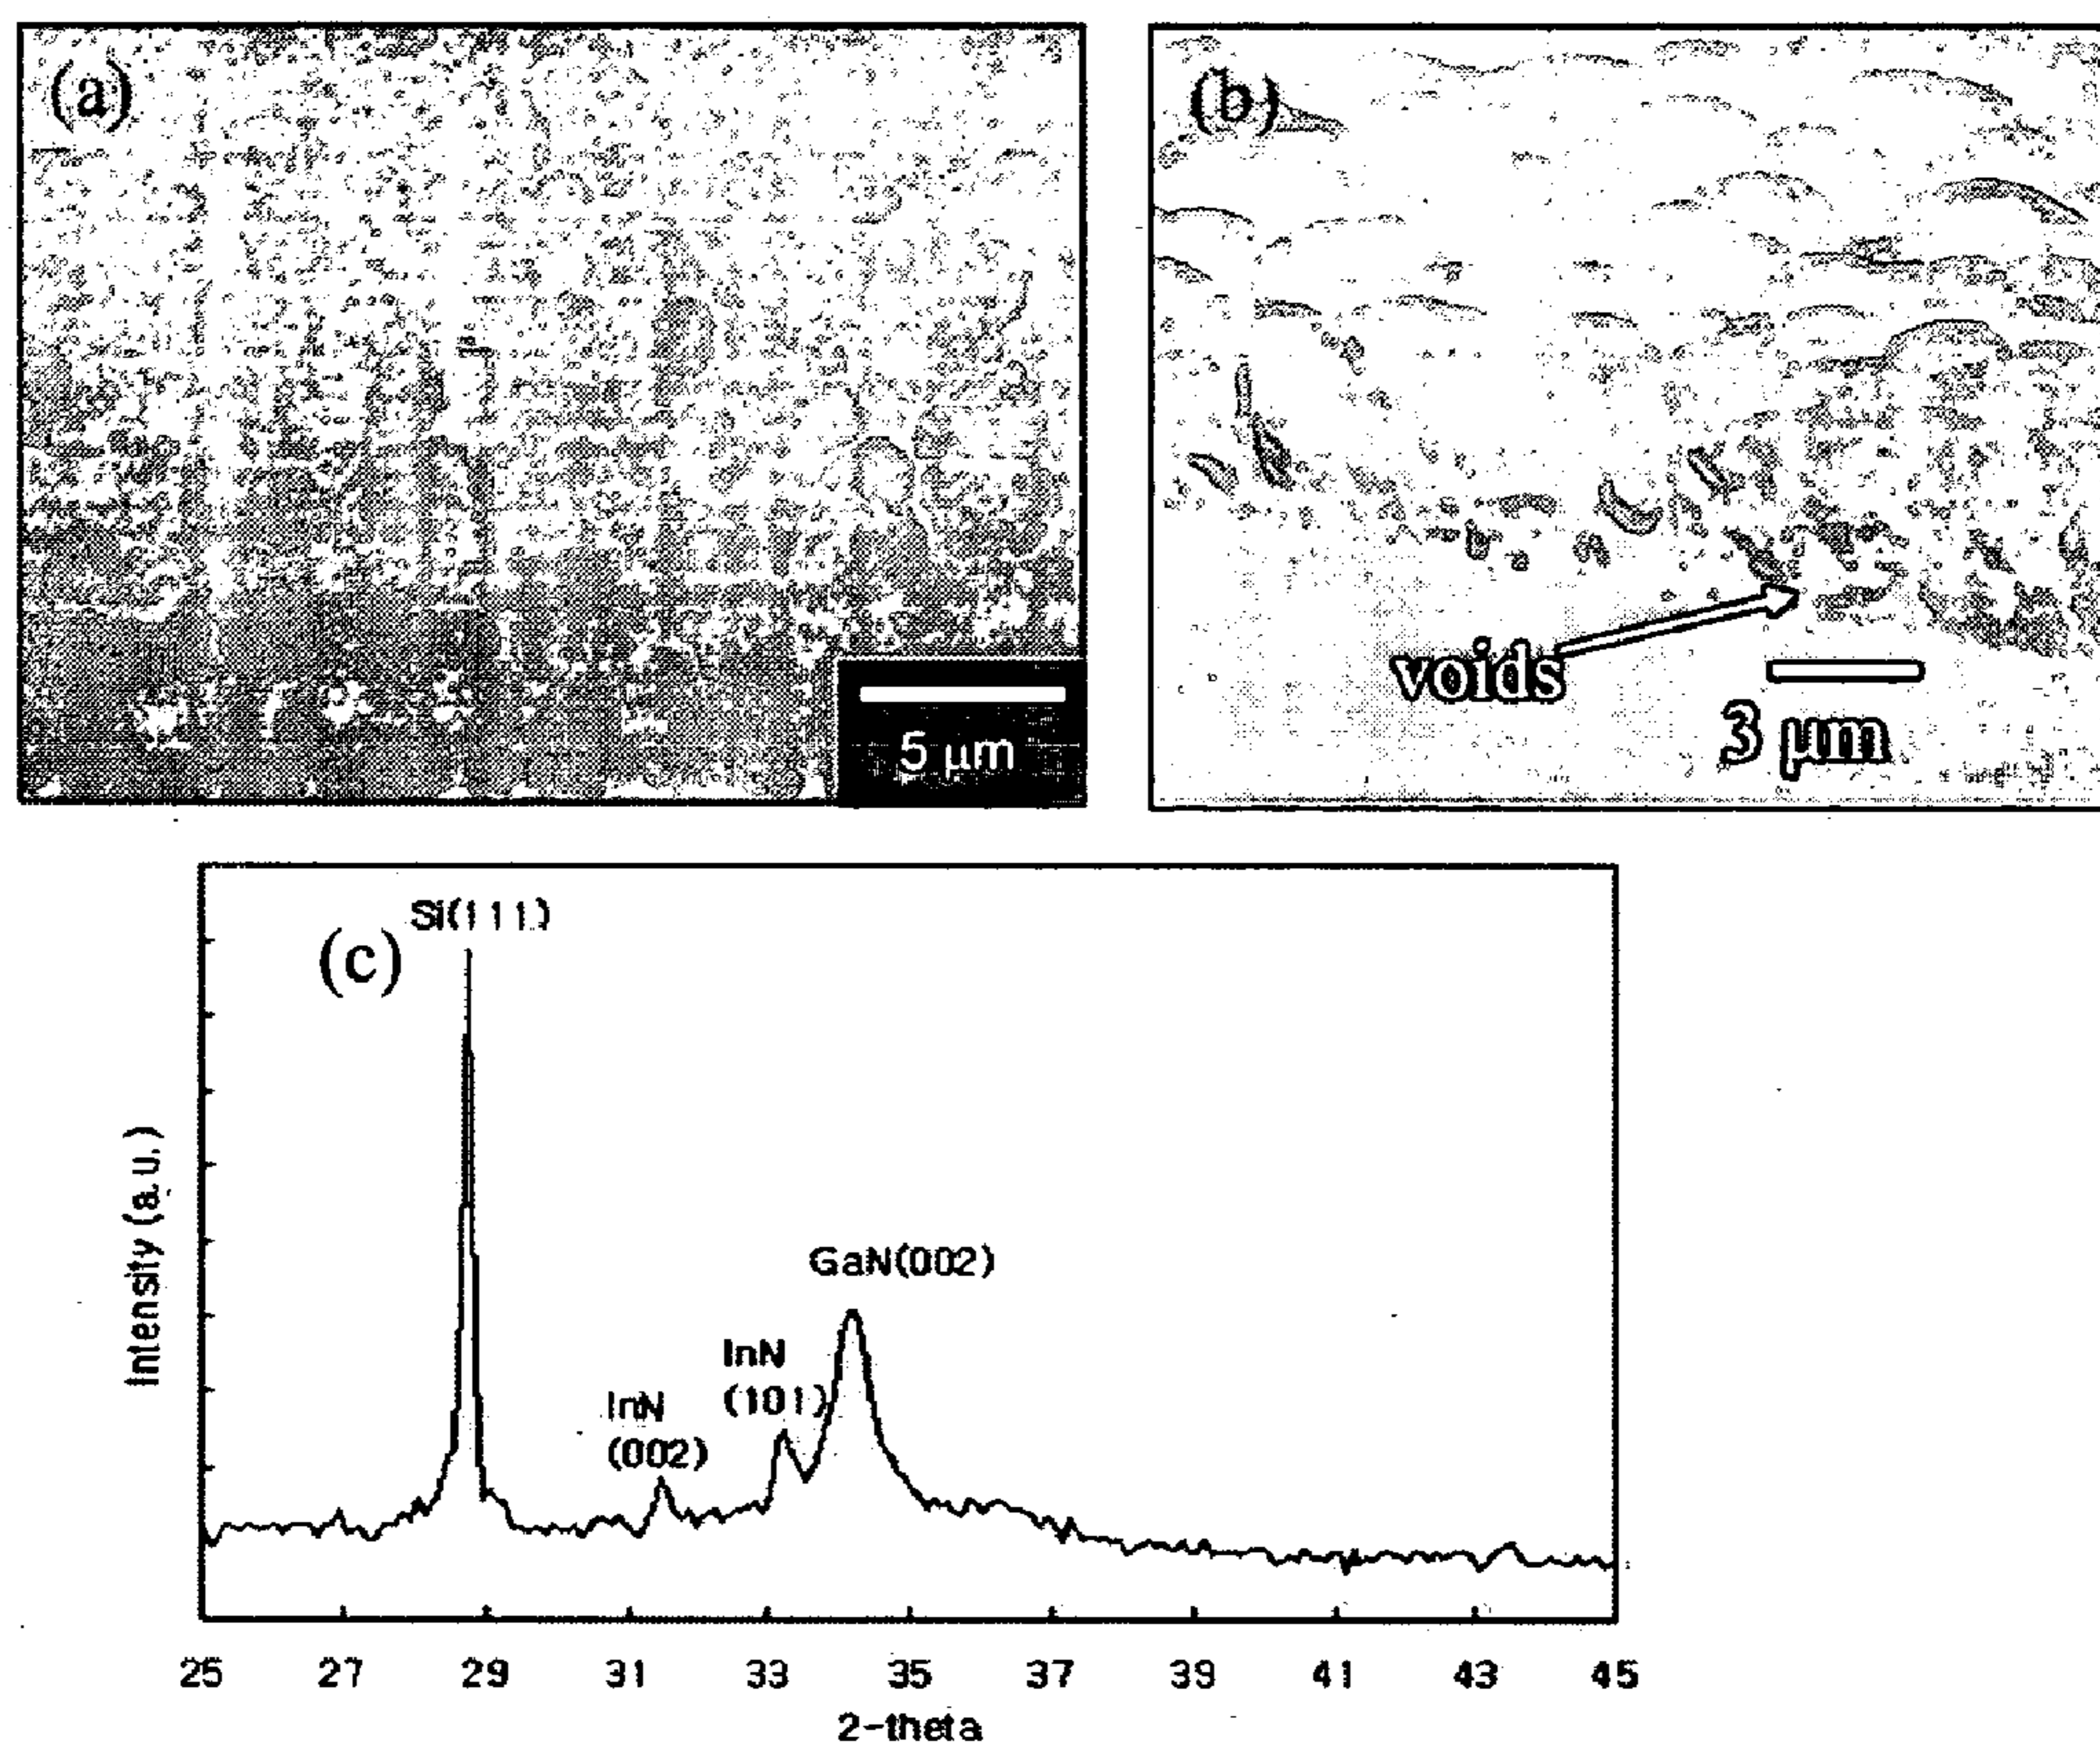 (a)
5 μm
(b)
voids
3 μm
(c)
Si(111)
GaN(002)
InN
(101)
InN
(002)
Intensity (a.u.)
25 27 29 31 33 35 37 39 41 43 45
2-theta